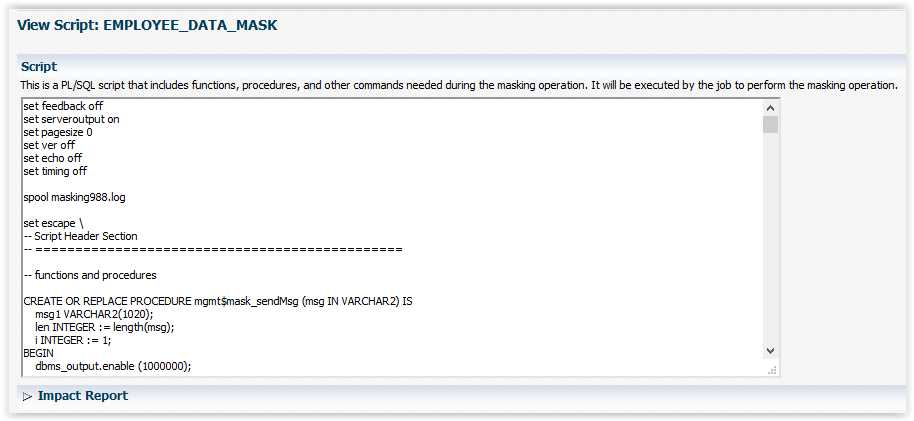 View Script: EMPLOYEE_DATA_MASK
Script
This is a PL/SQL script that includes functions, procedures, and other commands needed during the masking operation. It will be executed by the job to perform the masking operation.
set feedback off
set serveroutput on
set pagesize 0
set ver off
set echo off
set timing off
spool masking988.log
set escape \
-- Script Header Section
-- ==============================================
-- functions and procedures
CREATE OR REPLACE PROCEDURE mgmt$mask_sendMsg (msg IN VARCHAR2) IS
msg1 VARCHAR2(1020);
len INTEGER := length(msg);
i INTEGER := 1;
BEGIN
dbms_output.enable (1000000);
Impact Report